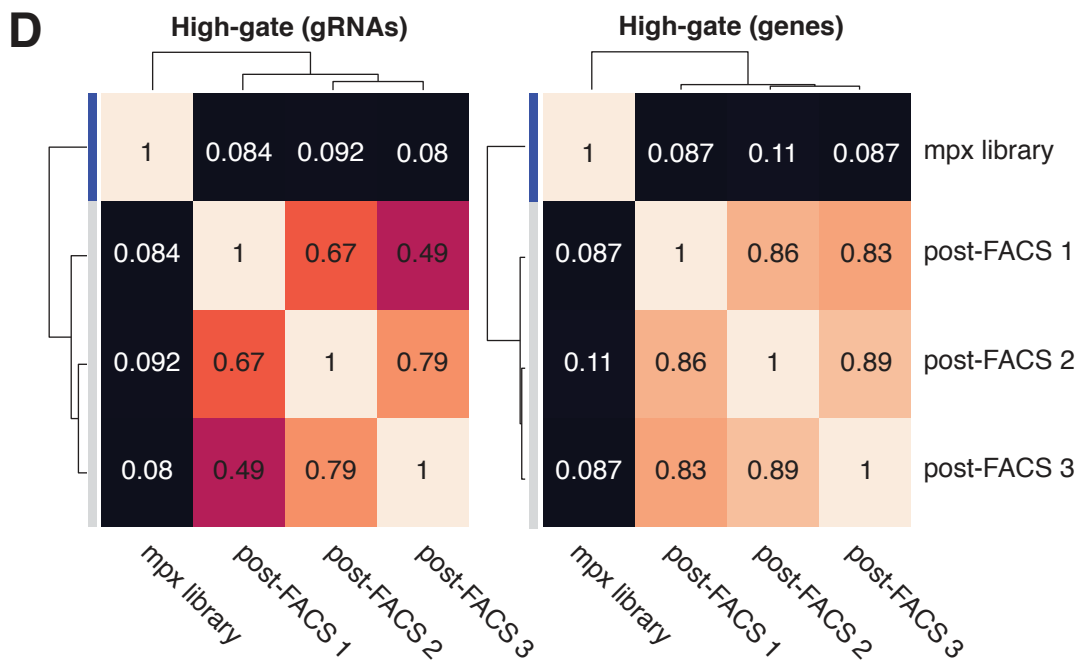 D
High-gate (gRNAs)
High-gate (genes)
1 0.084 0.092 0.08
1 0.087 0.11 0.087 mpx library
0.084 1 0.67 0.49
0.087 1 0.86 0.83 post-FACS 1
0.092 0.67 1 0.79
0.11 0.86 1 0.89 post-FACS 2
0.08 0.49 0.79 1
0.087 0.83 0.89 1 post-FACS 3
mpx library
post-FACS 1
post-FACS 2
post-FACS 3
mpx library
post-FACS 1
post-FACS 2
post-FACS 3